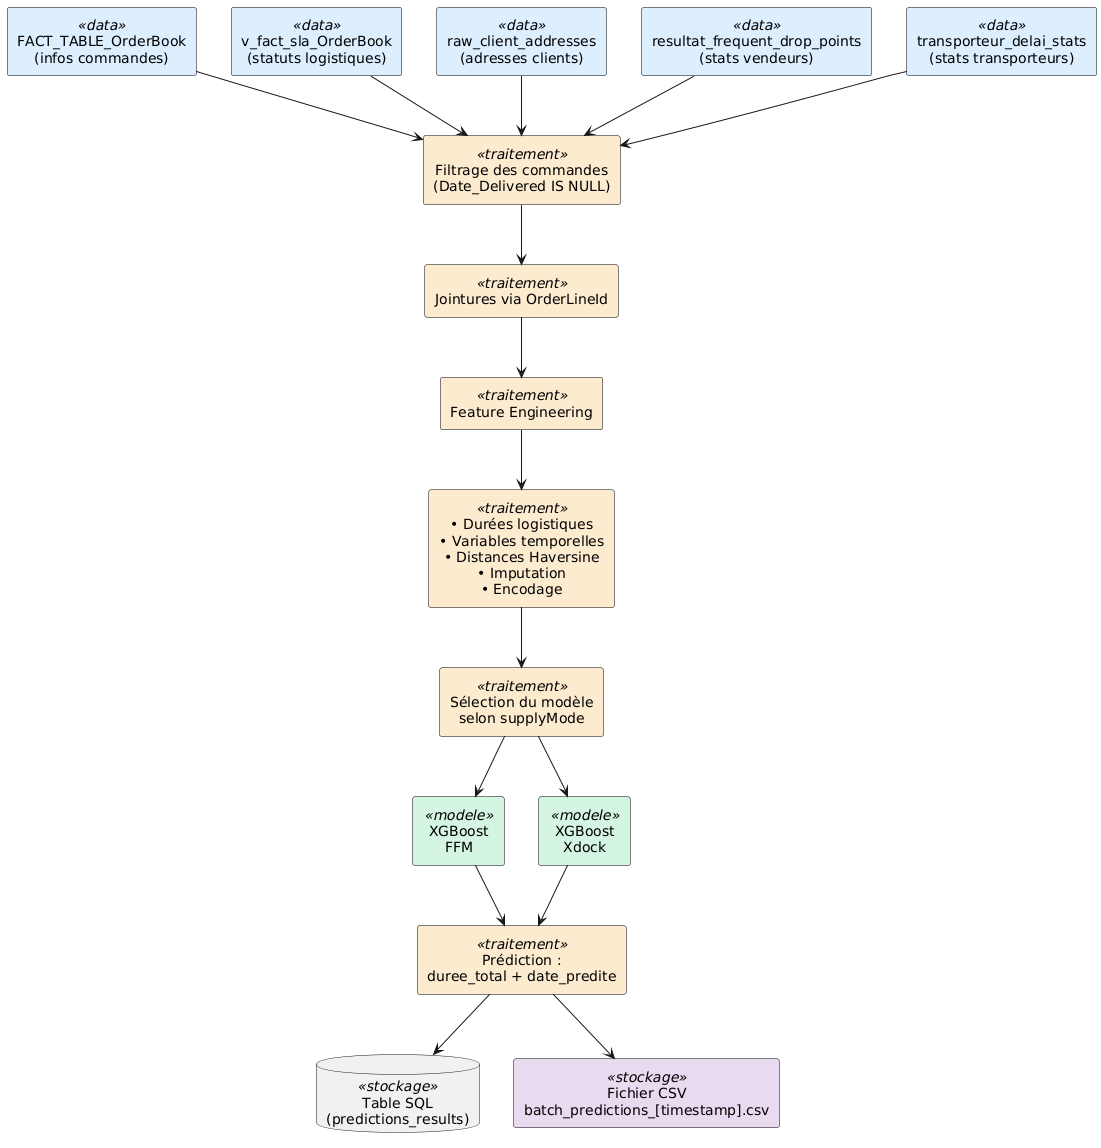 «data»
FACT_TABLE_OrderBook
(infos commandes)
«data»
v_fact_sla_OrderBook
(statuts logistiques)
«data»
raw_client_addresses
(adresses clients)
«data»
resultat_frequent_drop_points
(stats vendeurs)
«data»
transporteur_delai_stats
(stats transporteurs)
«traitement»
Filtrage des commandes
(Date_Delivered IS NULL)
«traitement»
Jointures via OrderLineId
«traitement»
Feature Engineering
«traitement»
• Durées logistiques
• Variables temporelles
• Distances Haversine
• Imputation
• Encodage
«traitement»
Sélection du modèle
selon supplyMode
«modele»
XGBoost
FFM
«modele»
XGBoost
Xdock
«traitement»
Prédiction :
duree_total + date_predite
«stockage»
Table SQL
(predictions_results)
«stockage»
Fichier CSV
batch_predictions_[timestamp].csv